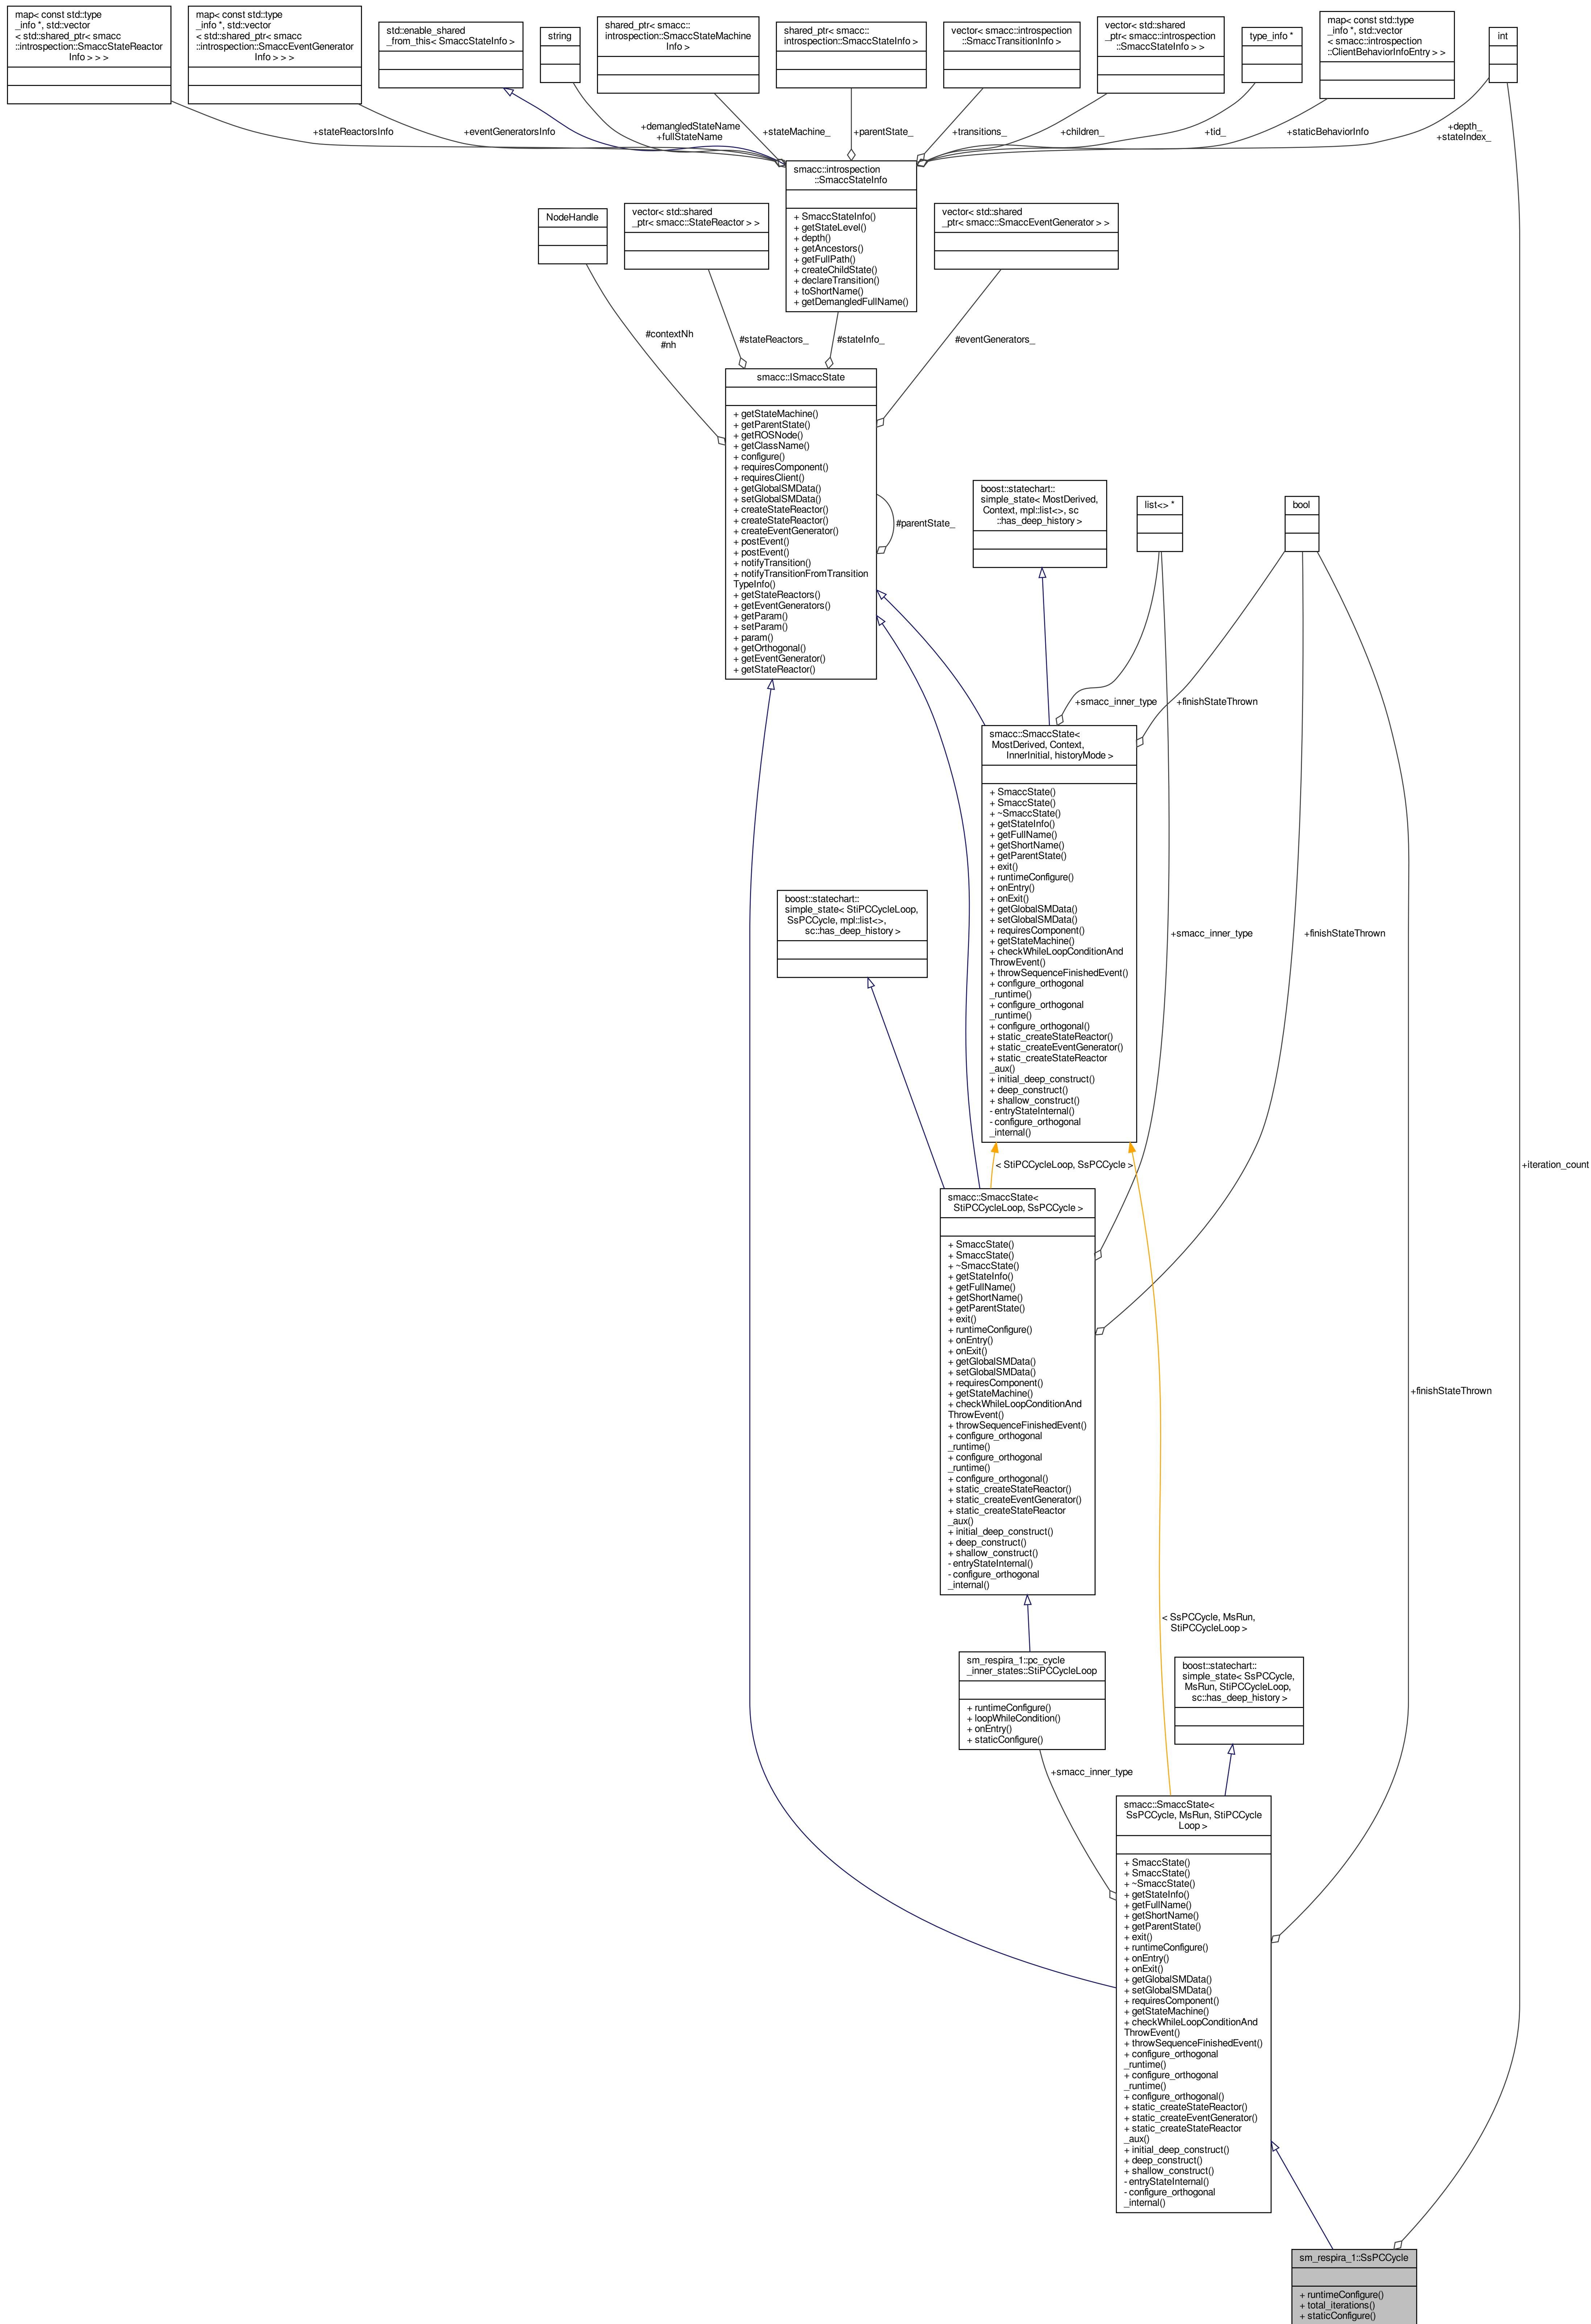 map< const std::type
_info *, std::vector
< std::shared_ptr< smacc
::introspection::SmaccStateReactor
Info > > >
map< const std::type
_info *, std::vector
< std::shared_ptr< smacc
::introspection::SmaccEventGenerator
Info > > >
std::enable_shared
_from_this< SmaccStateInfo >
string
shared_ptr< smacc::
introspection::SmaccStateMachine
Info >
shared_ptr< smacc::
introspection::SmaccStateInfo >
vector< smacc::introspection
::SmaccTransitionInfo >
vector< std::shared
_ptr< smacc::introspection
::SmaccStateInfo > >
type_info *
map< const std::type
_info *, std::vector
< smacc::introspection
::ClientBehaviorInfoEntry > >
int
+stateReactorsInfo
+eventGeneratorsInfo
+demangledStateName
+fullStateName
+stateMachine_
+parentState_
+transitions_
+children_
+tid_
+staticBehaviorInfo
+depth_
+stateIndex_
smacc::introspection
::SmaccStateInfo
+ SmaccStateInfo()
+ getStateLevel()
+ depth()
+ getAncestors()
+ getFullPath()
+ createChildState()
+ declareTransition()
+ toShortName()
+ getDemangledFullName()
NodeHandle
vector< std::shared
_ptr< smacc::StateReactor > >
vector< std::shared
_ptr< smacc::SmaccEventGenerator > >
#contextNh
#nh
#stateReactors_
#stateInfo_
#eventGenerators_
smacc::ISmaccState
+ getStateMachine()
+ getParentState()
+ getROSNode()
+ getClassName()
+ configure()
+ requiresComponent()
+ requiresClient()
+ getGlobalSMData()
+ setGlobalSMData()
+ createStateReactor()
+ createStateReactor()
+ createEventGenerator()
+ postEvent()
+ postEvent()
+ notifyTransition()
+ notifyTransitionFromTransition
TypeInfo()
+ getStateReactors()
+ getEventGenerators()
+ getParam()
+ setParam()
+ param()
+ getOrthogonal()
+ getEventGenerator()
+ getStateReactor()
#parentState_
boost::statechart::
simple_state< MostDerived,
Context, mpl::list<>, sc
::has_deep_history >
list<> *
bool
+smacc_inner_type
+finishStateThrown
smacc::SmaccState<
MostDerived, Context,
InnerInitial, historyMode >
+ SmaccState()
+ SmaccState()
+ ~SmaccState()
+ getStateInfo()
+ getFullName()
+ getShortName()
+ getParentState()
+ exit()
+ runtimeConfigure()
+ onEntry()
+ onExit()
+ getGlobalSMData()
+ setGlobalSMData()
+ requiresComponent()
+ getStateMachine()
+ checkWhileLoopConditionAnd
ThrowEvent()
+ throwSequenceFinishedEvent()
+ configure_orthogonal
_runtime()
+ configure_orthogonal
_runtime()
+ configure_orthogonal()
+ static_createStateReactor()
+ static_createEventGenerator()
+ static_createStateReactor
_aux()
+ initial_deep_construct()
+ deep_construct()
+ shallow_construct()
- entryStateInternal()
- configure_orthogonal
_internal()
boost::statechart::
simple_state< StiPCCycleLoop,
SsPCCycle, mpl::list<>,
sc::has_deep_history >
+smacc_inner_type
+finishStateThrown
< StiPCCycleLoop, SsPCCycle >
+iteration_count
smacc::SmaccState<
StiPCCycleLoop, SsPCCycle >
+ SmaccState()
+ SmaccState()
+ ~SmaccState()
+ getStateInfo()
+ getFullName()
+ getShortName()
+ getParentState()
+ exit()
+ runtimeConfigure()
+ onEntry()
+ onExit()
+ getGlobalSMData()
+ setGlobalSMData()
+ requiresComponent()
+ getStateMachine()
+ checkWhileLoopConditionAnd
ThrowEvent()
+ throwSequenceFinishedEvent()
+ configure_orthogonal
_runtime()
+ configure_orthogonal
_runtime()
+ configure_orthogonal()
+ static_createStateReactor()
+ static_createEventGenerator()
+ static_createStateReactor
_aux()
+ initial_deep_construct()
+ deep_construct()
+ shallow_construct()
- entryStateInternal()
- configure_orthogonal
_internal()
+finishStateThrown
< SsPCCycle, MsRun,
StiPCCycleLoop >
sm_respira_1::pc_cycle
_inner_states::StiPCCycleLoop
+ runtimeConfigure()
+ loopWhileCondition()
+ onEntry()
+ staticConfigure()
boost::statechart::
simple_state< SsPCCycle,
MsRun, StiPCCycleLoop,
sc::has_deep_history >
+smacc_inner_type
smacc::SmaccState<
SsPCCycle, MsRun, StiPCCycle
Loop >
+ SmaccState()
+ SmaccState()
+ ~SmaccState()
+ getStateInfo()
+ getFullName()
+ getShortName()
+ getParentState()
+ exit()
+ runtimeConfigure()
+ onEntry()
+ onExit()
+ getGlobalSMData()
+ setGlobalSMData()
+ requiresComponent()
+ getStateMachine()
+ checkWhileLoopConditionAnd
ThrowEvent()
+ throwSequenceFinishedEvent()
+ configure_orthogonal
_runtime()
+ configure_orthogonal
_runtime()
+ configure_orthogonal()
+ static_createStateReactor()
+ static_createEventGenerator()
+ static_createStateReactor
_aux()
+ initial_deep_construct()
+ deep_construct()
+ shallow_construct()
- entryStateInternal()
- configure_orthogonal
_internal()
sm_respira_1::SsPCCycle
+ runtimeConfigure()
+ total_iterations()
+ staticConfigure()